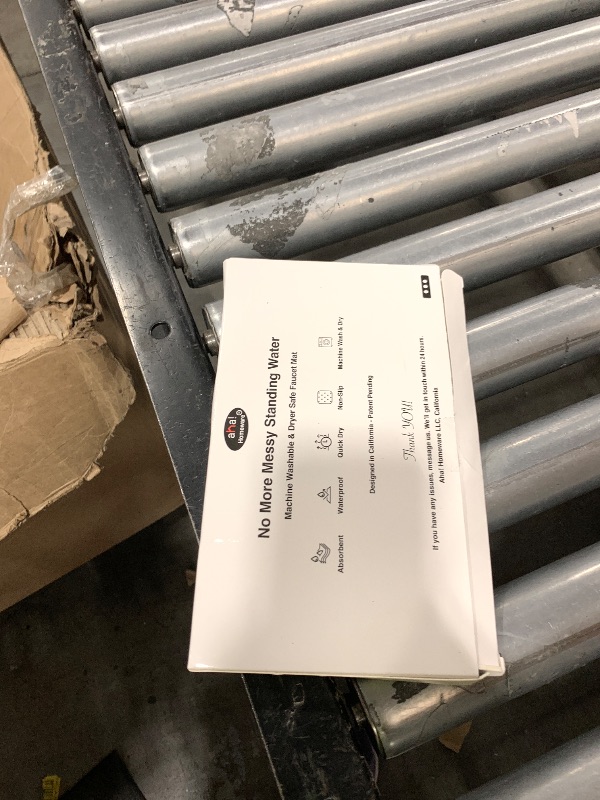 aha!
Homeware®
No More Messy Standing Water
Machine Washable & Dryer Safe Faucet Mat
Absorbent Waterproof Quick Dry Non-Slip Machine Wash & Dry
Designed in California - Patent Pending
Thank YOU!
If you have any issues, message us. We'll get in touch within 24 hours.
Aha! Homeware LLC, California